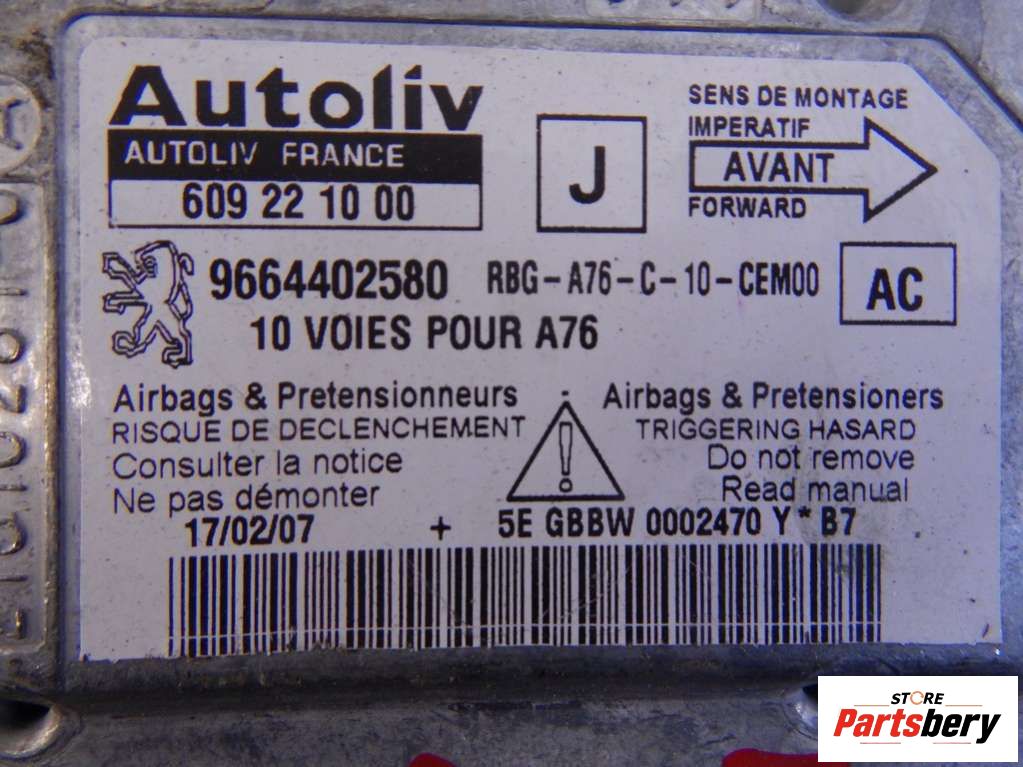 Autoliv
AUTOLIV FRANCE
609 22 10 00
J
SENS DE MONTAGE
IMPERATIF
AVANT
FORWARD
9664402580 RBG-A76-C-10-CEM00
AC
10 VOIES POUR A76
Airbags & Pretensionneurs
RISQUE DE DECLENCHEMENT
Consulter la notice
Ne pas démonter
!
Airbags & Pretensioners
TRIGGERING HASARD
Do not remove
Read manual
17/02/07 + 5E GBBW 0002470 Y*B7
STORE
Partsbery